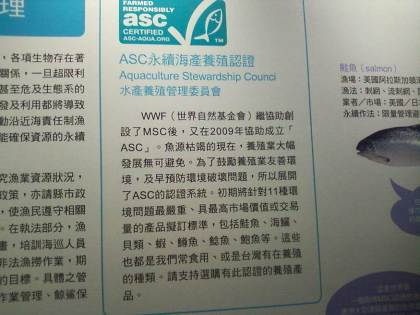 理
，各項生物存在著
關係，一旦超限利
甚至危及生態系的
發及利用都將導致
動沿近海責任制漁
能確保資源的永續
究漁業資源狀況，
政策，亦請縣市政
，使漁民遵守相關
。在執法部分，漁
畫，培訓海巡人員
非法漁撈作業，期
的目標。具體之管
作業管理、鯨鯊保
FARMED
RESPONSIBLY
asc
CERTIFIED
ASC-AQUA.ORG
ASC永續海產養殖認證
Aquaculture Stewardship Counci
水產養殖管理委員會
WWF（世界自然基金會）繼協助創
設了MSC後，又在2009年協助成立「
ASC」。魚源枯竭的現在，養殖業大幅
發展無可避免。為了鼓勵養殖業友善環
境，及早預防環境破壞問題，所以展開
了ASC的認證系統。初期將針對11種環
境問題最嚴重、具最高市場價值或交易
量的產品擬訂標準，包括鮭魚、海鱺、
貝類、蝦、鱒魚、鯰魚、鮑魚等。這些
也都是我們常食用、或是台灣有在養殖
的種類。請支持選購有此認證的養殖產
品。
鮭魚（salmon）
漁場：美國阿拉斯加
漁法：刺網、流刺網、
業者／市場：美國／日
永續作法：限量管理